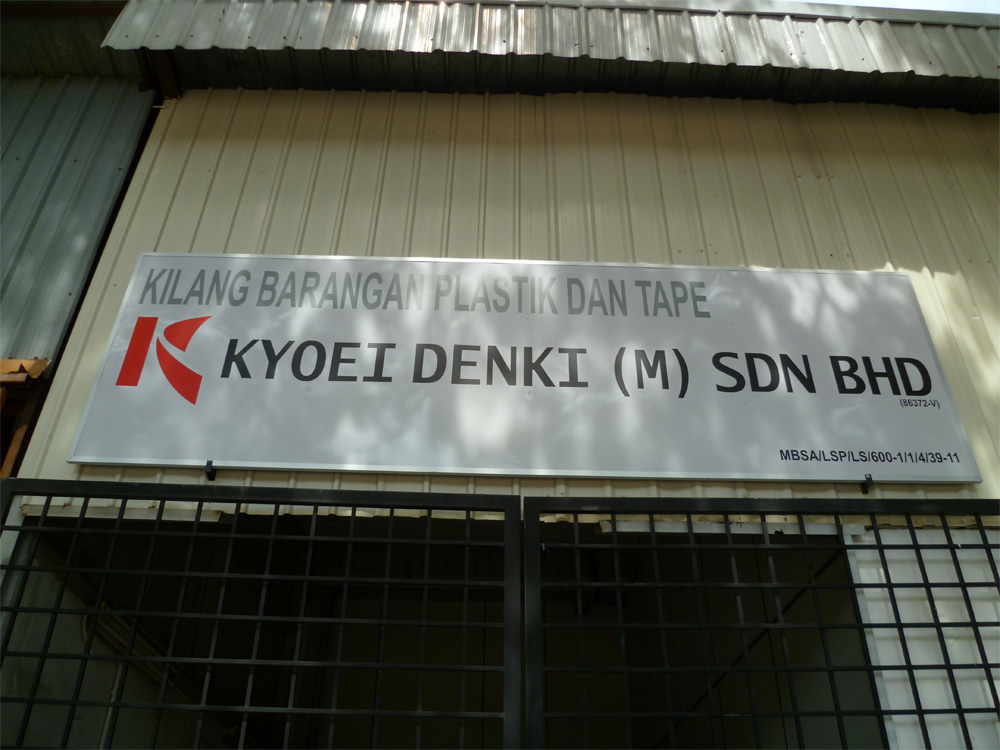 KILANG BARANGAN PLASTIK DAN TAPE
KYOEI DENKI (M) SDN BHD
(86372-V)
MBSA/LSP/LS/600-1/1/4/39-11